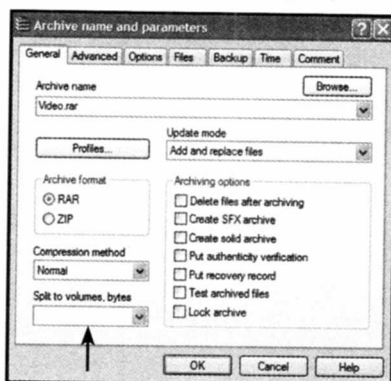 Archive name and parameters
General Advanced Options Files Backup Time Comment
Archive name
Browse...
Video.rar
Profiles...
Update mode
Add and replace files
Archive format
RAR
ZIP
Compression method
Normal
Split to volumes, bytes
Archiving options
Delete files after archiving
Create SFX archive
Create solid archive
Put authenticity verification
Put recovery record
Test archived files
Lock archive
OK Cancel Help